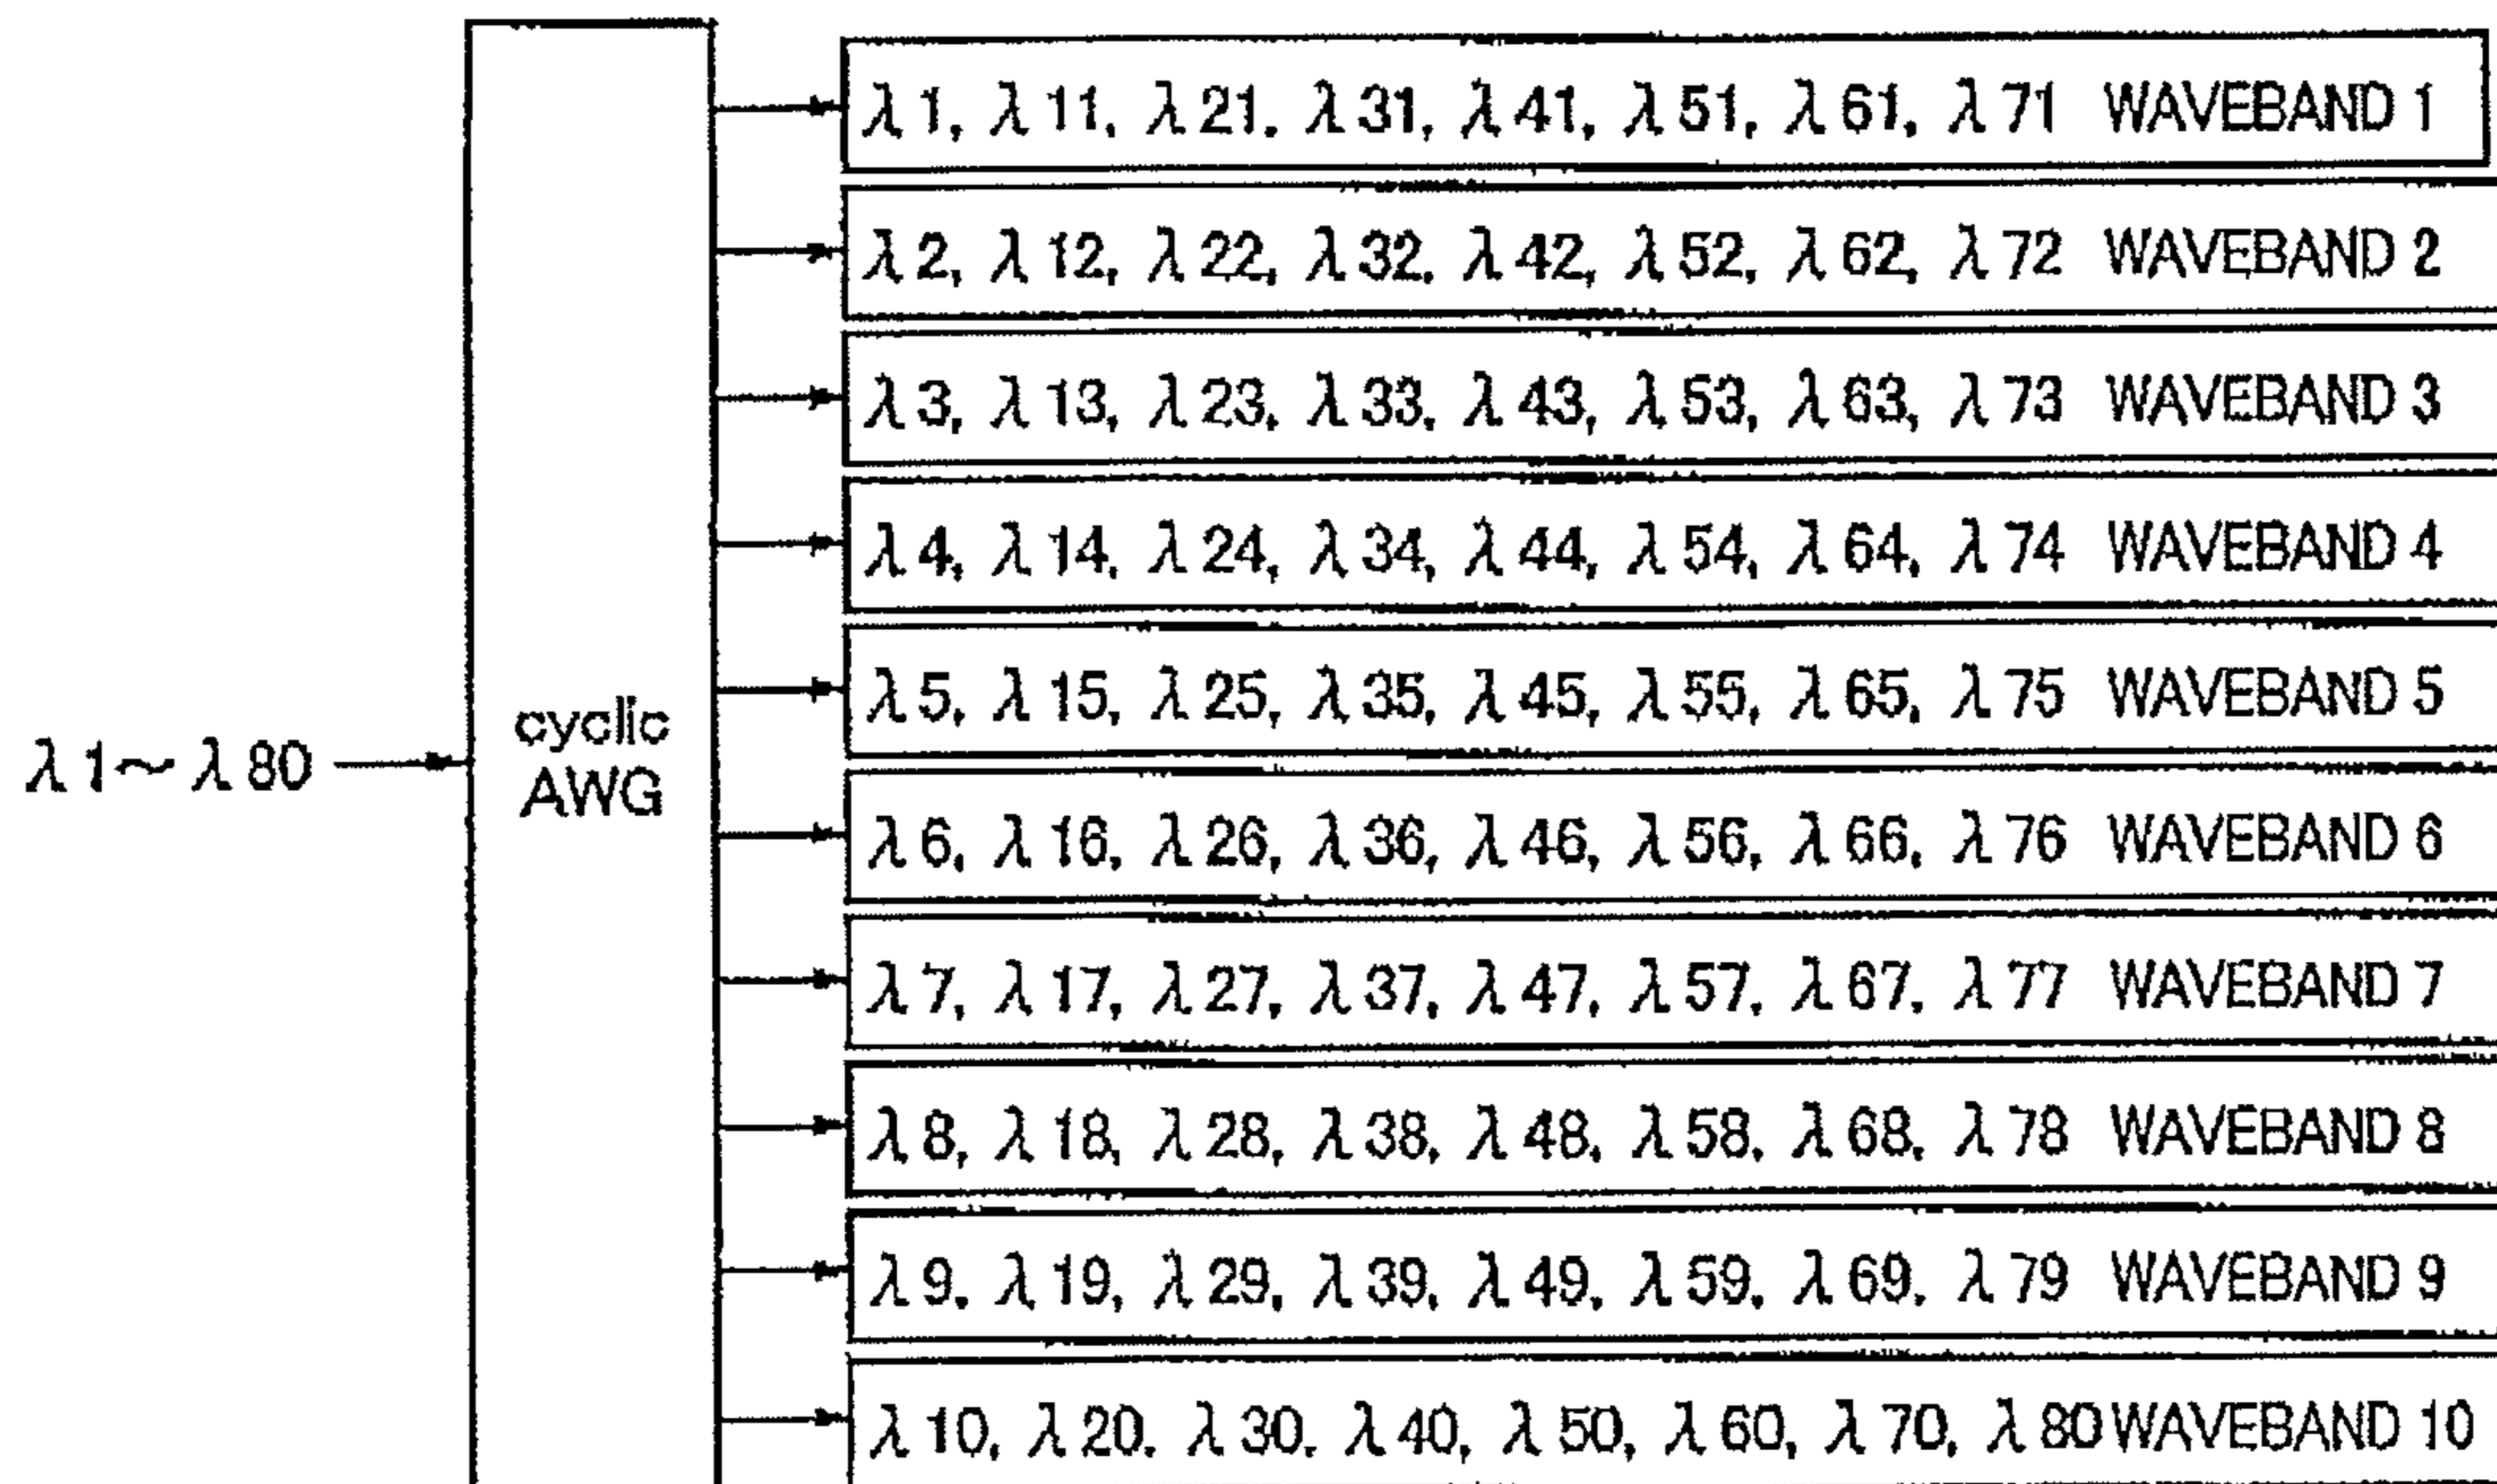 λ1, λ11, λ21, λ31, λ41, λ51, λ61, λ71 WAVEBAND 1
λ2, λ12, λ22, λ32, λ42, λ52, λ62, λ72 WAVEBAND 2
λ3, λ13, λ23, λ33, λ43, λ53, λ63, λ73 WAVEBAND 3
λ4, λ14, λ24, λ34, λ44, λ54, λ64, λ74 WAVEBAND 4
λ5, λ15, λ25, λ35, λ45, λ55, λ65, λ75 WAVEBAND 5
λ1~λ80
cyclic
AWG
λ6, λ16, λ26, λ36, λ46, λ56, λ66, λ76 WAVEBAND 6
λ7, λ17, λ27, λ37, λ47, λ57, λ67, λ77 WAVEBAND 7
λ8, λ18, λ28, λ38, λ48, λ58, λ68, λ78 WAVEBAND 8
λ9, λ19, λ29, λ39, λ49, λ59, λ69, λ79 WAVEBAND 9
λ10, λ20, λ30, λ40, λ50, λ60, λ70, λ80 WAVEBAND 10